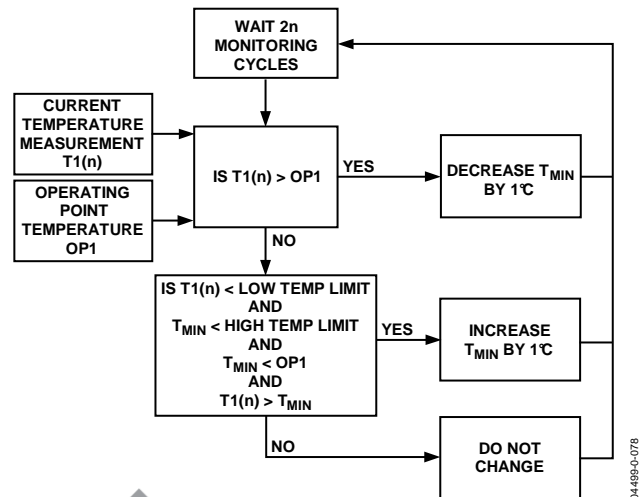 WAIT 2n
MONITORING
CYCLES
CURRENT
TEMPERATURE
MEASUREMENT
T1(n)
IS T1(n) > OP1
YES
DECREASE TMIN
BY 1°C
OPERATING
POINT
TEMPERATURE
OP1
NO
IS T1(n) < LOW TEMP LIMIT
AND
TMIN < HIGH TEMP LIMIT
AND
TMIN < OP1
AND
T1(n) > TMIN
YES
INCREASE
TMIN BY 1°C
NO
DO NOT
CHANGE
04499-0-078